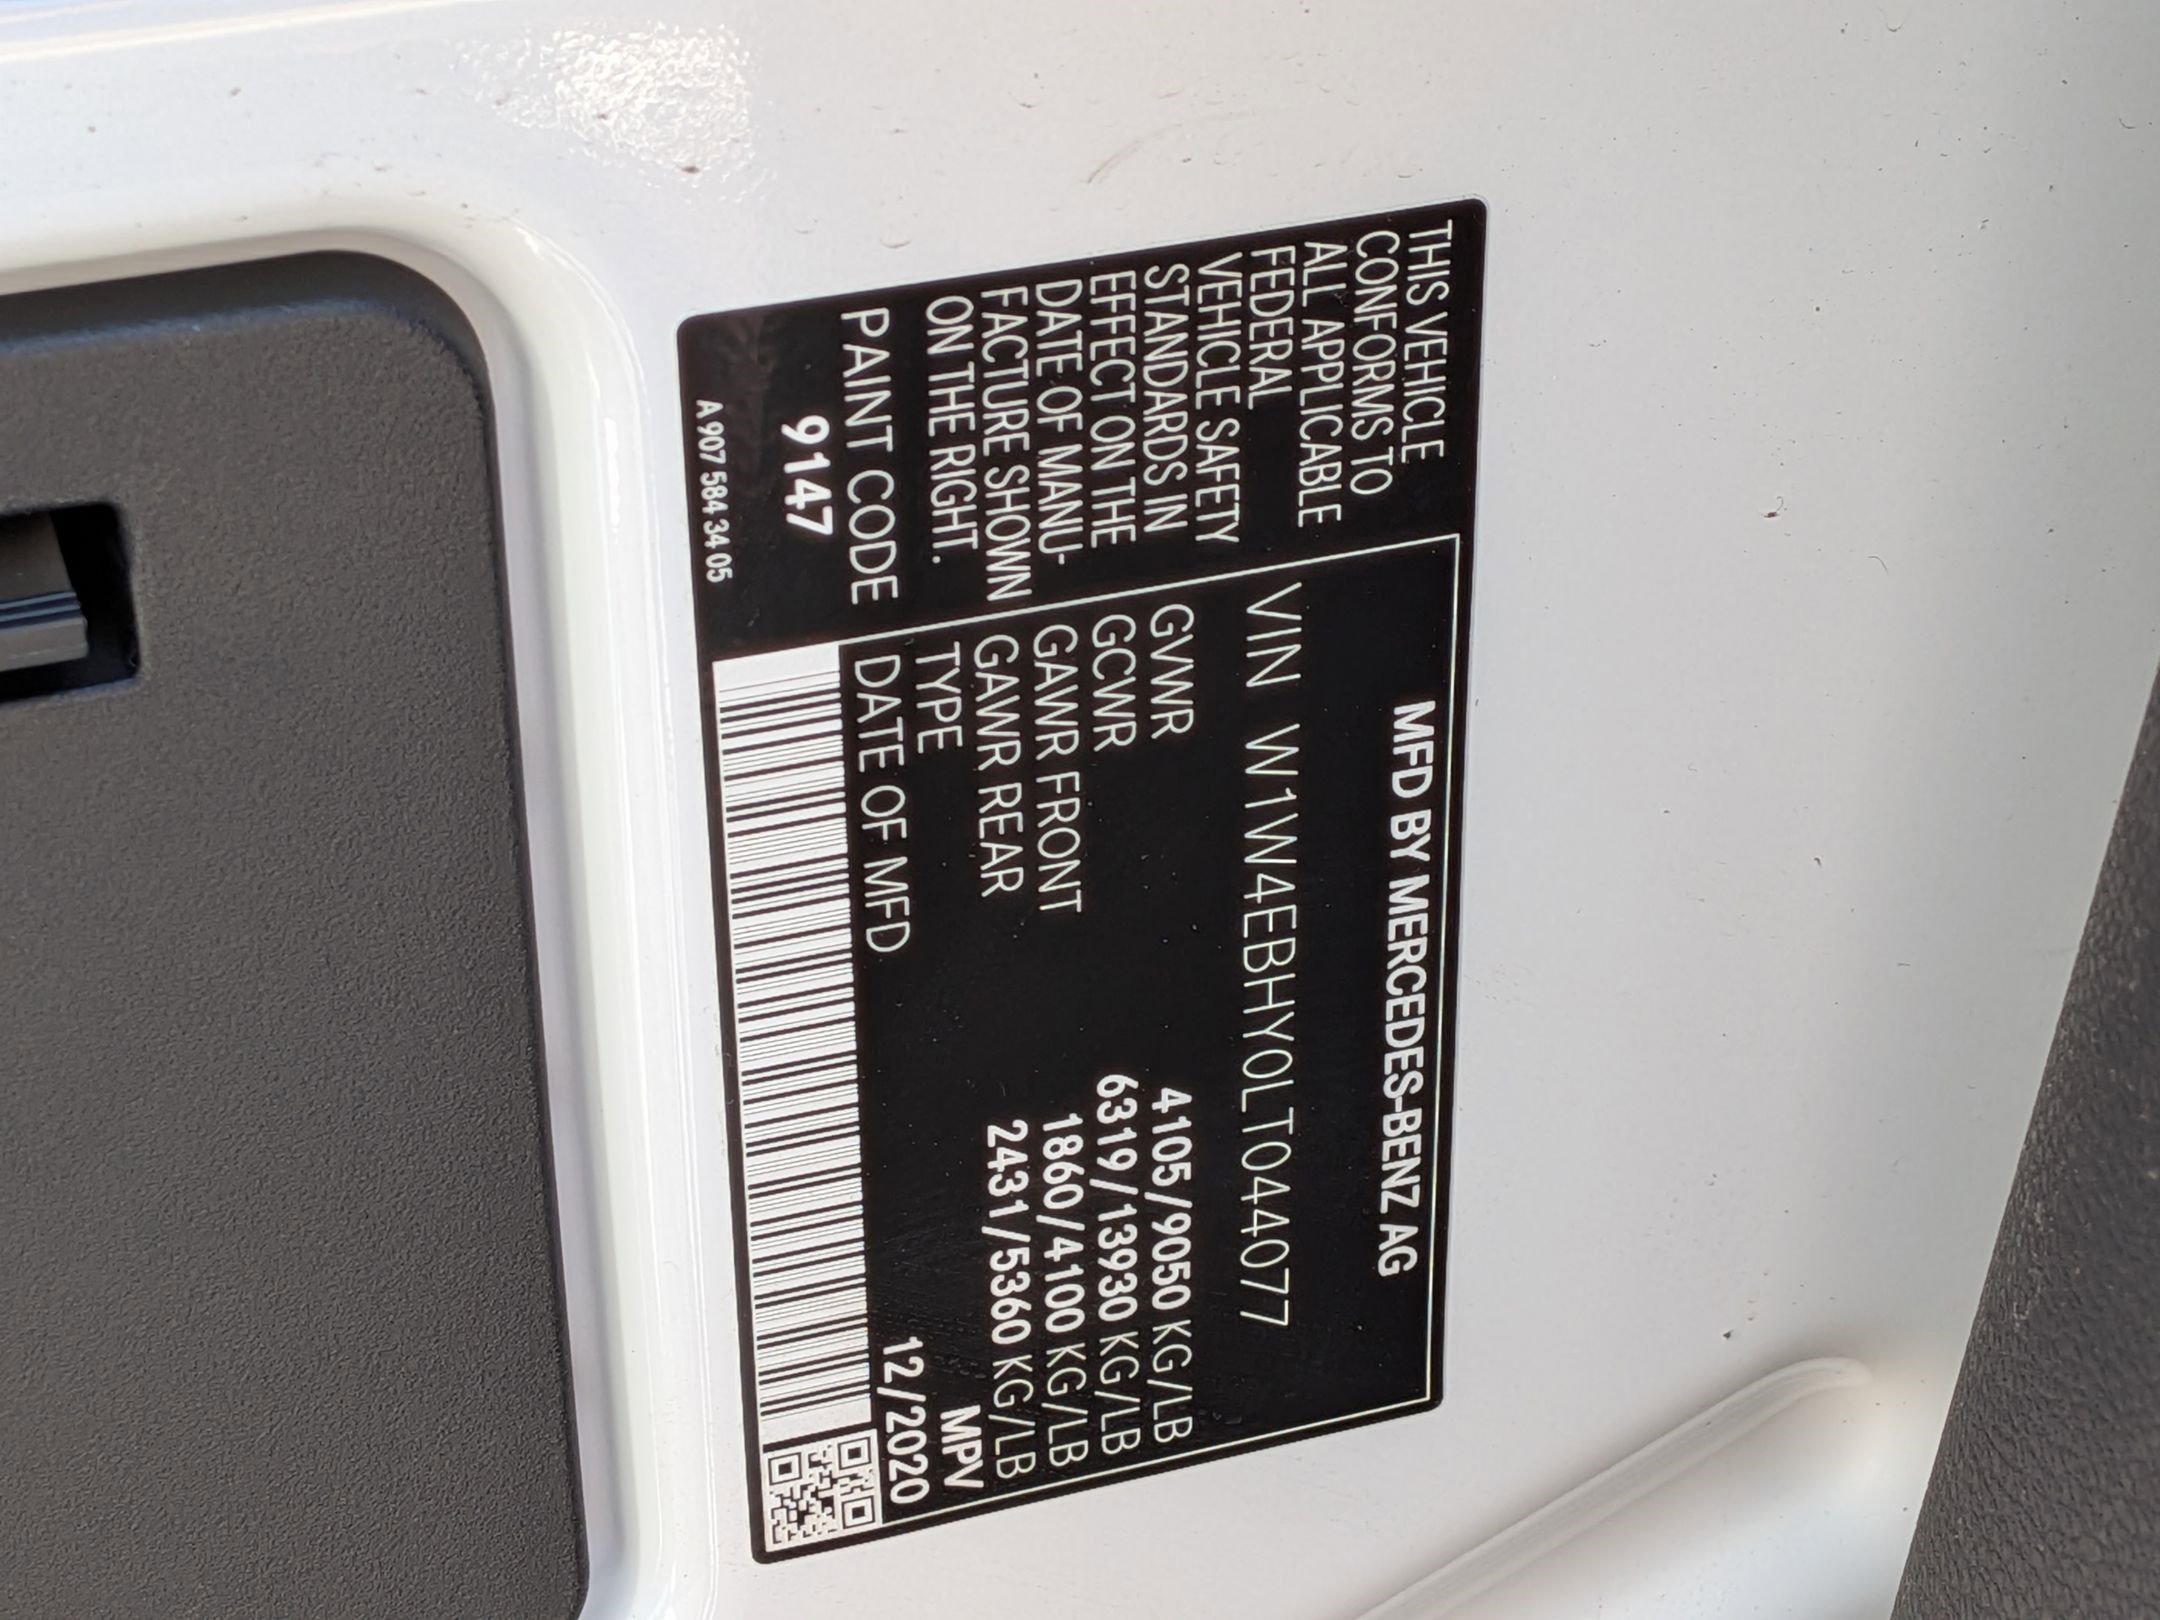 THIS VEHICLE
CONFORMS TO
ALL APPLICABLE
FEDERAL
VEHICLE SAFETY
STANDARDS IN
EFFECT ON THE
DATE OF MANU-
FACTURE SHOWN
ON THE RIGHT.
PAINT CODE
9147
A 907 584 34 05
MFD BY MERCEDES-BENZ AG
VIN W1W4EBHY0LT044077
GVWR 4105/9050 KG/LB
GCWR 6319/13930 KG/LB
GAWR FRONT 1860/4100 KG/LB
GAWR REAR 2431/5360 KG/LB
TYPE MPV
DATE OF MFD 12/2020